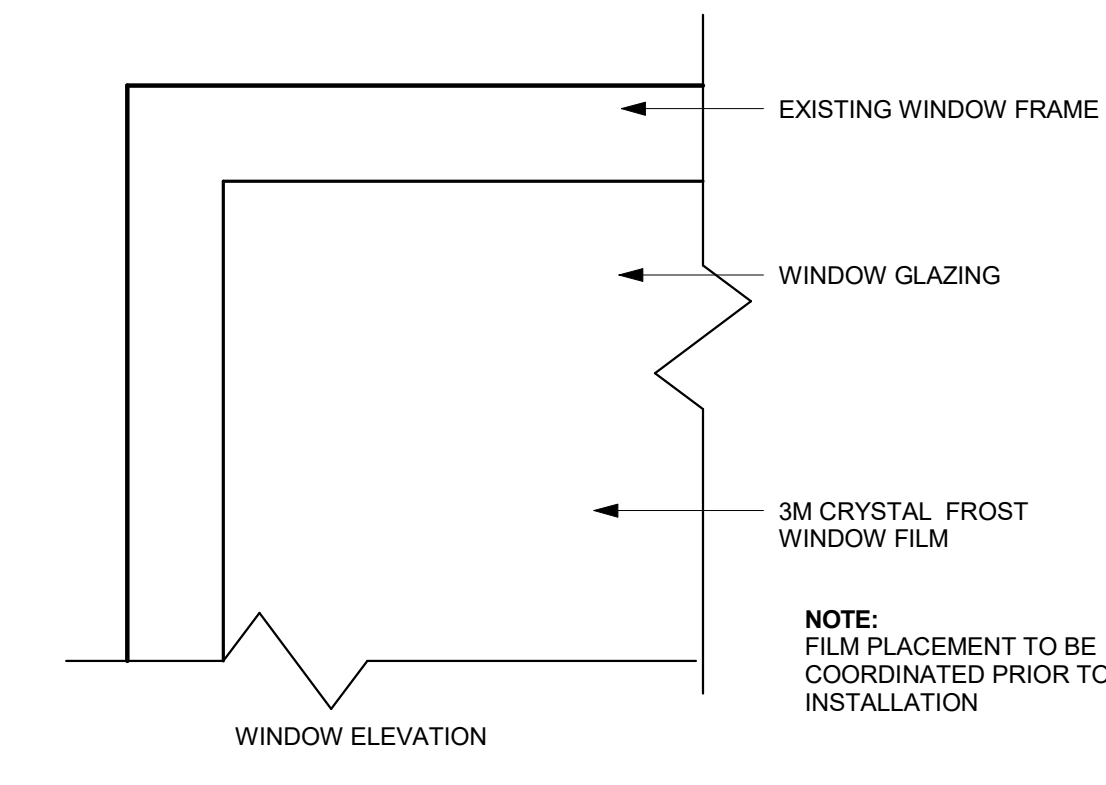 EXISTING WINDOW FRAME
WINDOW GLAZING
3M CRYSTAL FROST
WINDOW FILM
NOTE:
FILM PLACEMENT TO BE
COORDINATED PRIOR TO
INSTALLATION
WINDOW ELEVATION